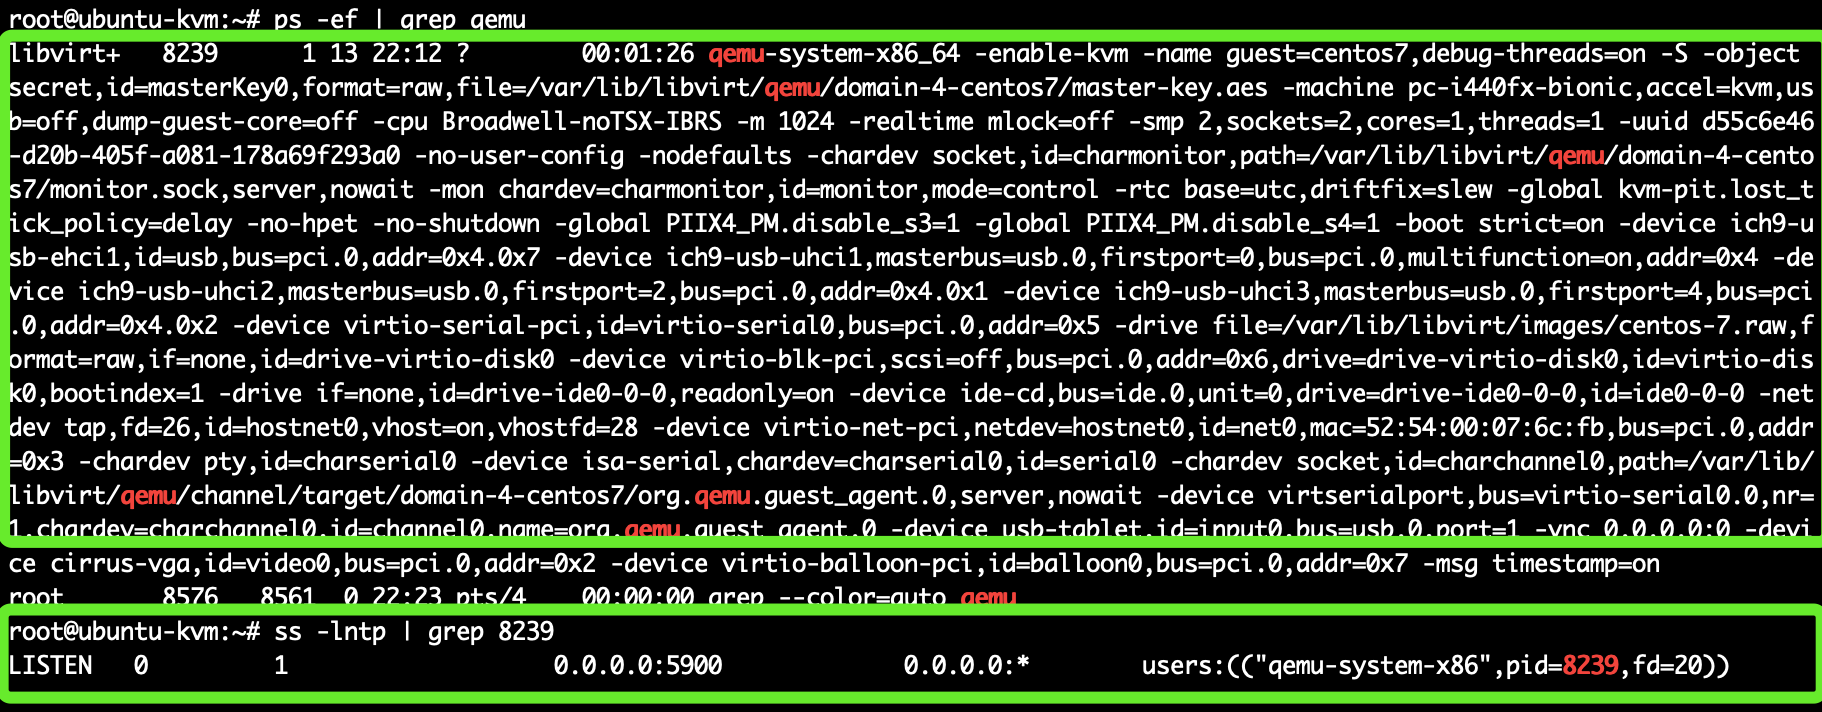 root@ubuntu-kvm:~# ps -ef | grep qemu
libvirt+   8239      1 13 22:12 ?        00:01:26 qemu-system-x86_64 -enable-kvm -name guest=centos7,debug-threads=on -S -object
secret,id=masterKey0,format=raw,file=/var/lib/libvirt/qemu/domain-4-centos7/master-key.aes -machine pc-i440fx-bionic,accel=kvm,us
b=off,dump-guest-core=off -cpu Broadwell-noTSX-IBRS -m 1024 -realtime mlock=off -smp 2,sockets=2,cores=1,threads=1 -uuid d55c6e46
-d20b-405f-a081-178a69f293a0 -no-user-config -nodefaults -chardev socket,id=charmonitor,path=/var/lib/libvirt/qemu/domain-4-cento
s7/monitor.sock,server,nowait -mon chardev=charmonitor,id=monitor,mode=control -rtc base=utc,driftfix=slew -global kvm-pit.lost_t
ick_policy=delay -no-hpet -no-shutdown -global PIIX4_PM.disable_s3=1 -global PIIX4_PM.disable_s4=1 -boot strict=on -device ich9-u
sb-ehci1,id=usb,bus=pci.0,addr=0x4.0x7 -device ich9-usb-uhci1,masterbus=usb.0,firstport=0,bus=pci.0,multifunction=on,addr=0x4 -de
vice ich9-usb-uhci2,masterbus=usb.0,firstport=2,bus=pci.0,addr=0x4.0x1 -device ich9-usb-uhci3,masterbus=usb.0,firstport=4,bus=pci
.0,addr=0x4.0x2 -device virtio-serial-pci,id=virtio-serial0,bus=pci.0,addr=0x5 -drive file=/var/lib/libvirt/images/centos-7.raw,f
ormat=raw,if=none,id=drive-virtio-disk0 -device virtio-blk-pci,scsi=off,bus=pci.0,addr=0x6,drive=drive-virtio-disk0,id=virtio-dis
k0,bootindex=1 -drive if=none,id=drive-ide0-0-0,readonly=on -device ide-cd,bus=ide.0,unit=0,drive=drive-ide0-0-0,id=ide0-0-0 -net
dev tap,fd=26,id=hostnet0,vhost=on,vhostfd=28 -device virtio-net-pci,netdev=hostnet0,id=net0,mac=52:54:00:07:6c:fb,bus=pci.0,addr
=0x3 -chardev pty,id=charserial0 -device isa-serial,chardev=charserial0,id=serial0 -chardev socket,id=charchannel0,path=/var/lib/
libvirt/qemu/channel/target/domain-4-centos7/org.qemu.guest_agent.0,server,nowait -device virtserialport,bus=virtio-serial0.0,nr=
1,chardev=charchannel0,id=channel0,name=org.qemu.guest_agent.0 -device usb-tablet,id=input0,bus=usb.0,port=1 -vnc 0.0.0.0:0 -devi
ce cirrus-vga,id=video0,bus=pci.0,addr=0x2 -device virtio-balloon-pci,id=balloon0,bus=pci.0,addr=0x7 -msg timestamp=on
root       8576   8561  0 22:23 pts/4    00:00:00 grep --color=auto qemu
root@ubuntu-kvm:~# ss -lntp | grep 8239
LISTEN   0         1                   0.0.0.0:5900             0.0.0.0:*        users:(("qemu-system-x86",pid=8239,fd=20))